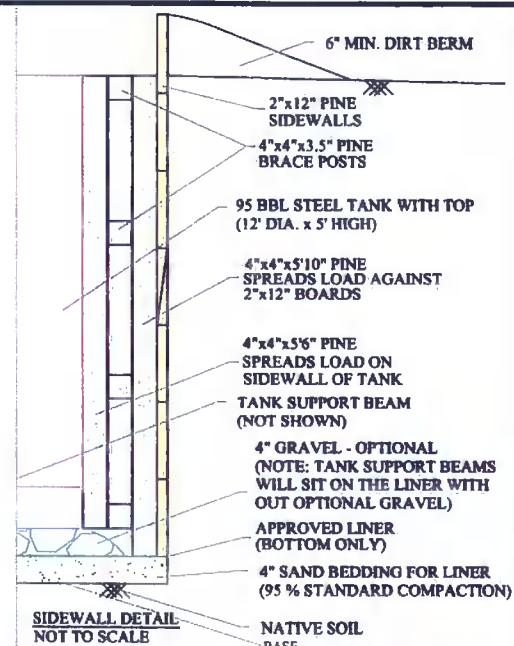 6" MIN. DIRT BERM
2"x12" PINE
SIDEWALLS
4"x4"x3.5" PINE
BRACE POSTS
95 BBL STEEL TANK WITH TOP
(12' DIA. x 5' HIGH)
4"x4"x5'10" PINE
SPREADS LOAD AGAINST
2"x12" BOARDS
4"x4"x5'6" PINE
SPREADS LOAD ON
SIDEWALL OF TANK
TANK SUPPORT BEAM
(NOT SHOWN)
4" GRAVEL - OPTIONAL
(NOTE: TANK SUPPORT BEAMS
WILL SIT ON THE LINER WITH
OUT OPTIONAL GRAVEL)
APPROVED LINER
(BOTTOM ONLY)
4" SAND BEDDING FOR LINER
(95 % STANDARD COMPACTION)
SIDEWALL DETAIL
NOT TO SCALE
NATIVE SOIL
BASE